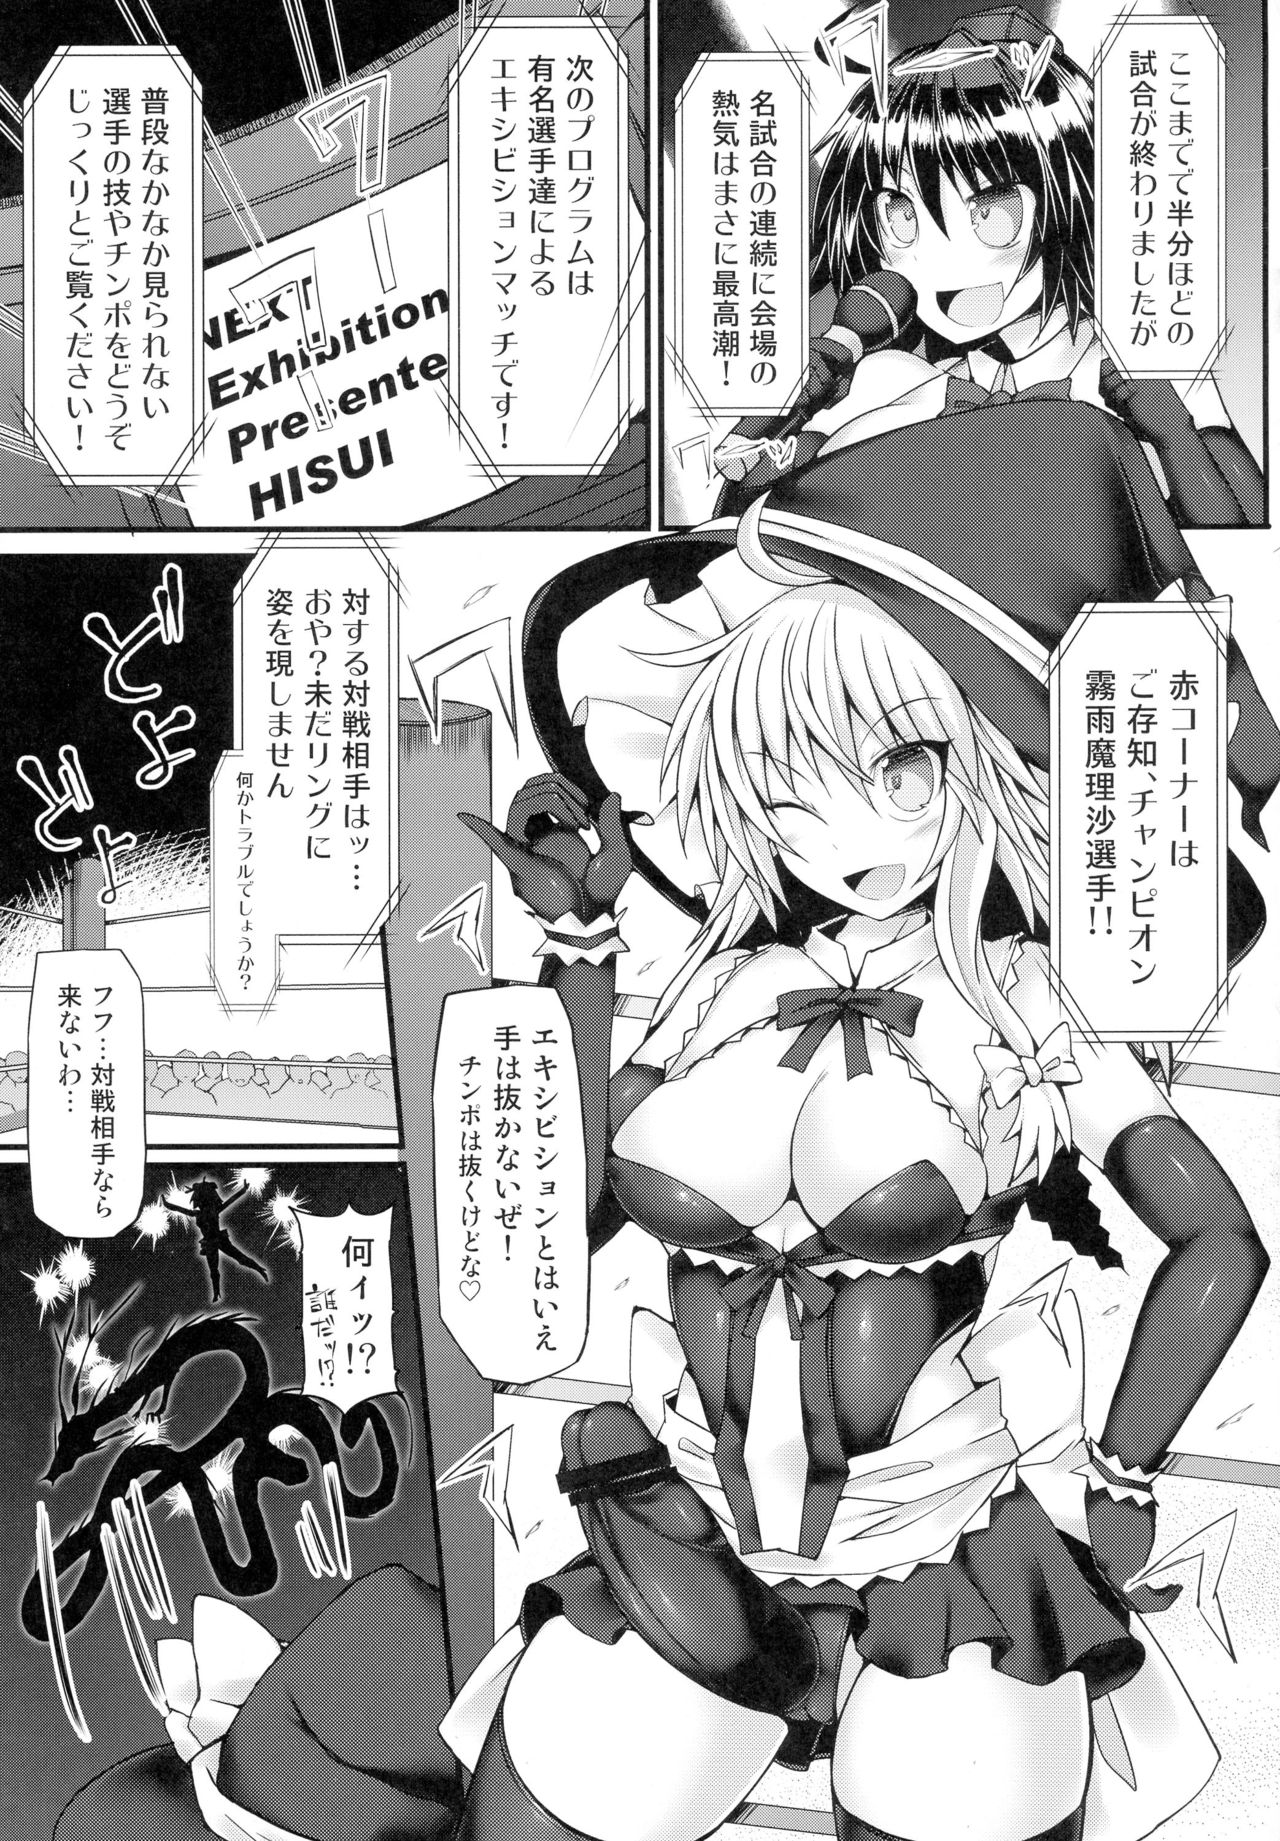 ここまでで半分ほどの
試合が終わりましたが
名試合の連続に会場の
熱気はまさに最高潮！
次のプログラムは
有名選手達による
エキシビションマッチです！
普段なかなか見られない
選手の技やチンポをどうぞ
じっくりとご覧ください！
ワー
ワー
NEXT
Exhibition
Presente
HISUI
赤コーナーは
ご存知、チャンピオン
霧雨魔理沙選手!!
エキシビションとはいえ
手は抜かないぜ！
チンポは抜くけどな♡
対する対戦相手はッ…
おや？未だリングに
姿を現しません
何かトラブルでしょうか？
どよ
どよ
フフ…対戦相手なら
来ないわ…
何ィッ!?
誰だッ!?